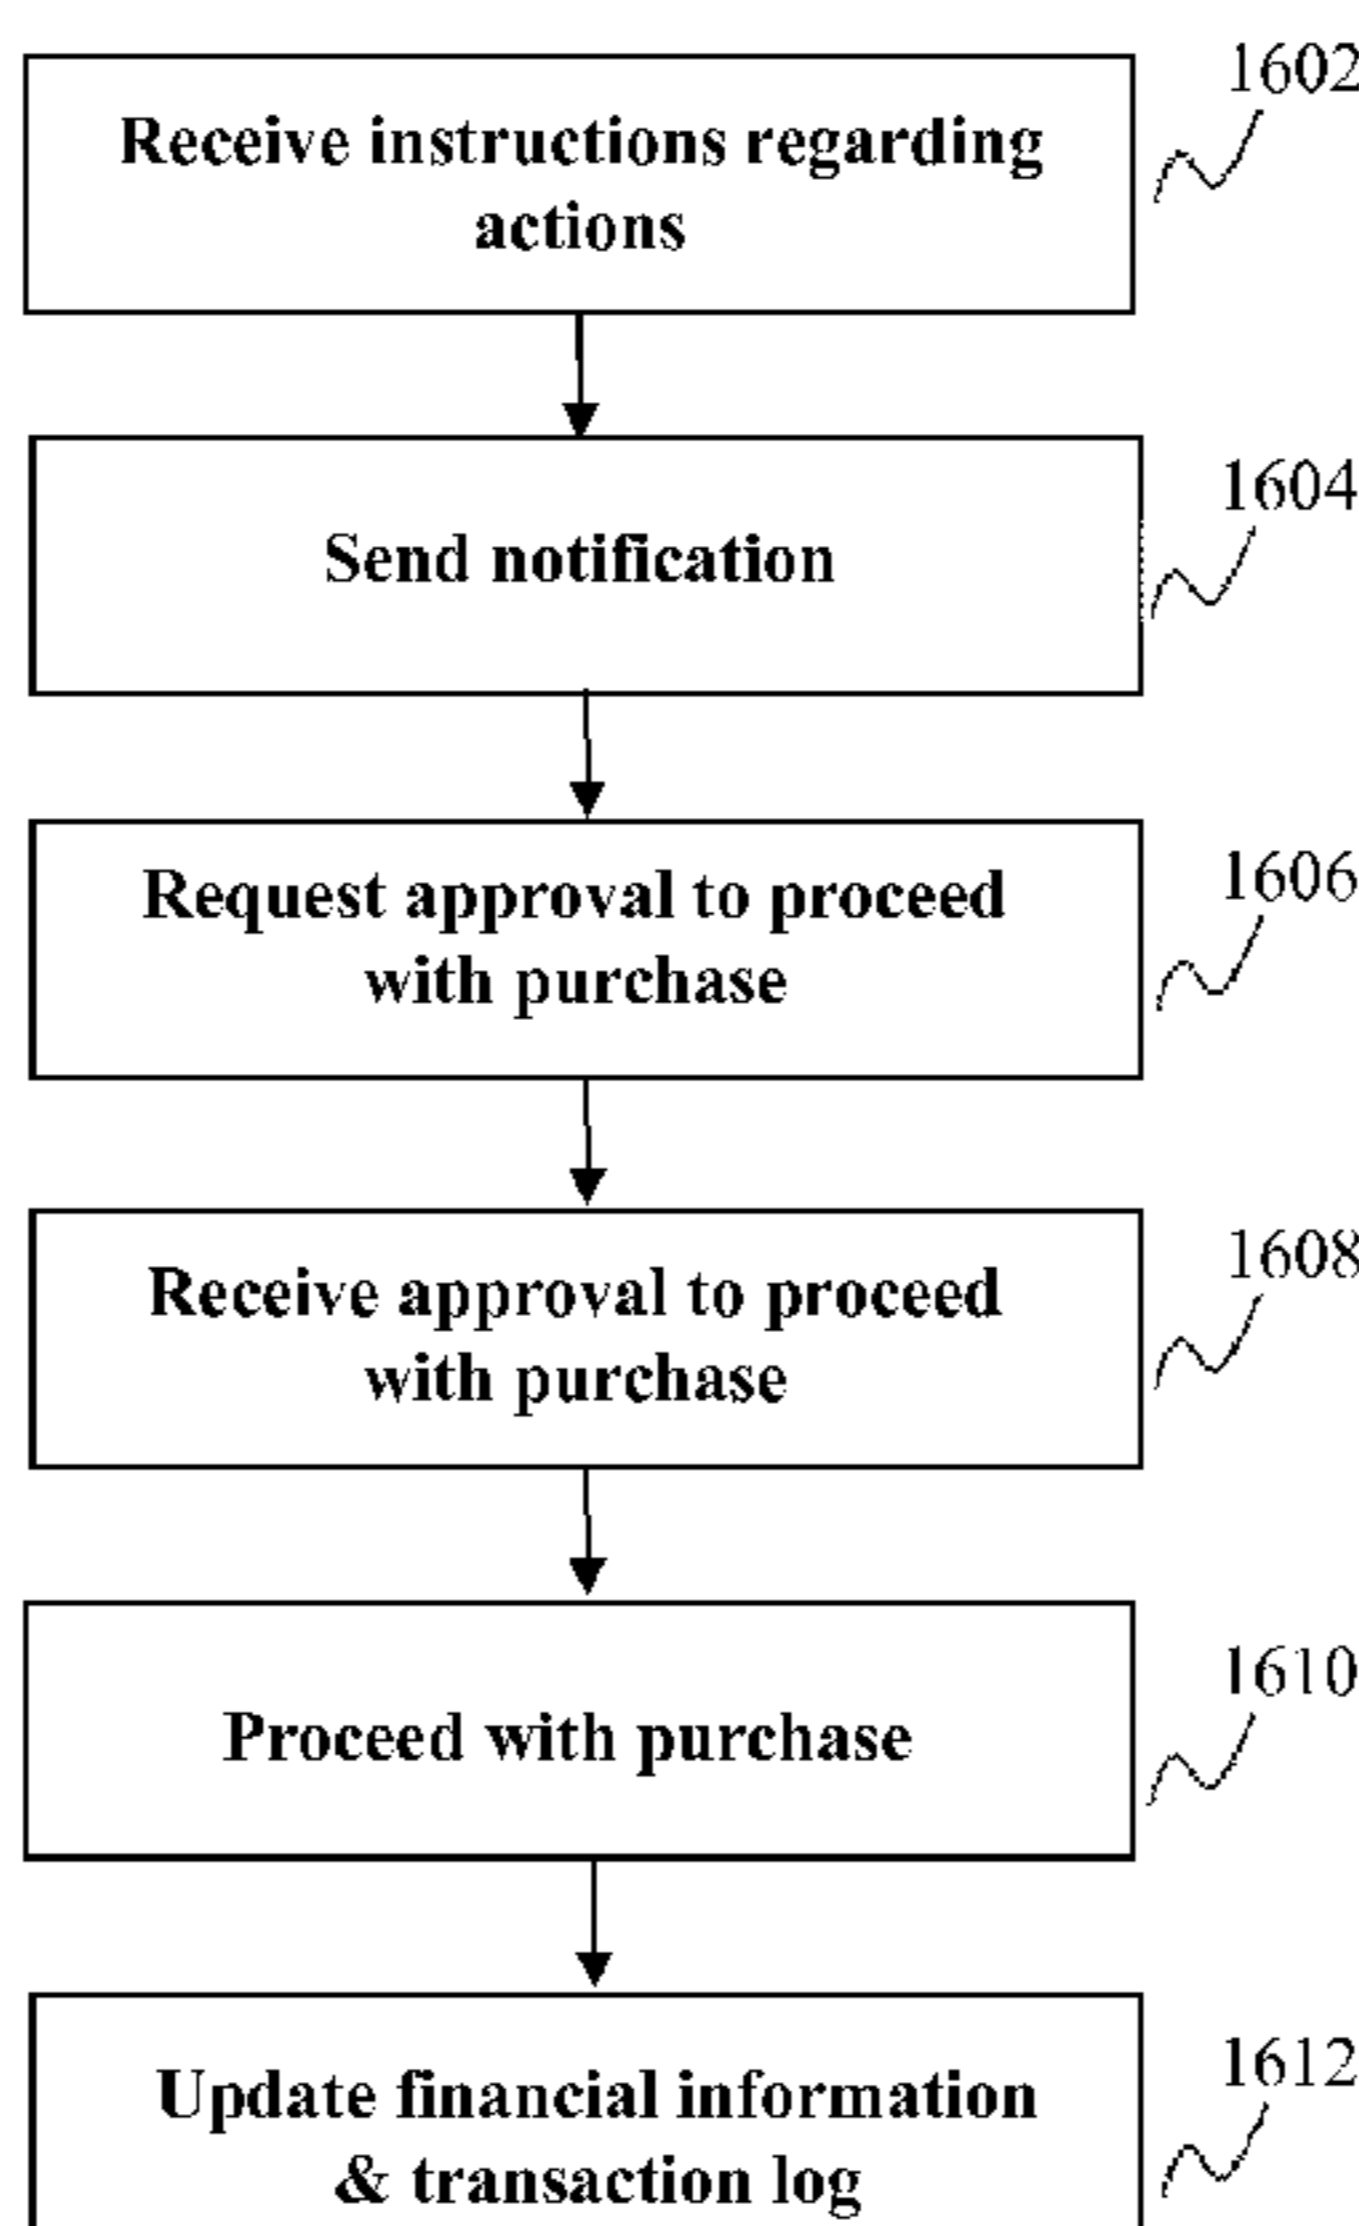 1602
Receive instructions regarding
actions
1604
Send notification
1606
Request approval to proceed
with purchase
1608
Receive approval to proceed
with purchase
1610
Proceed with purchase
1612
Update financial information
& transaction log